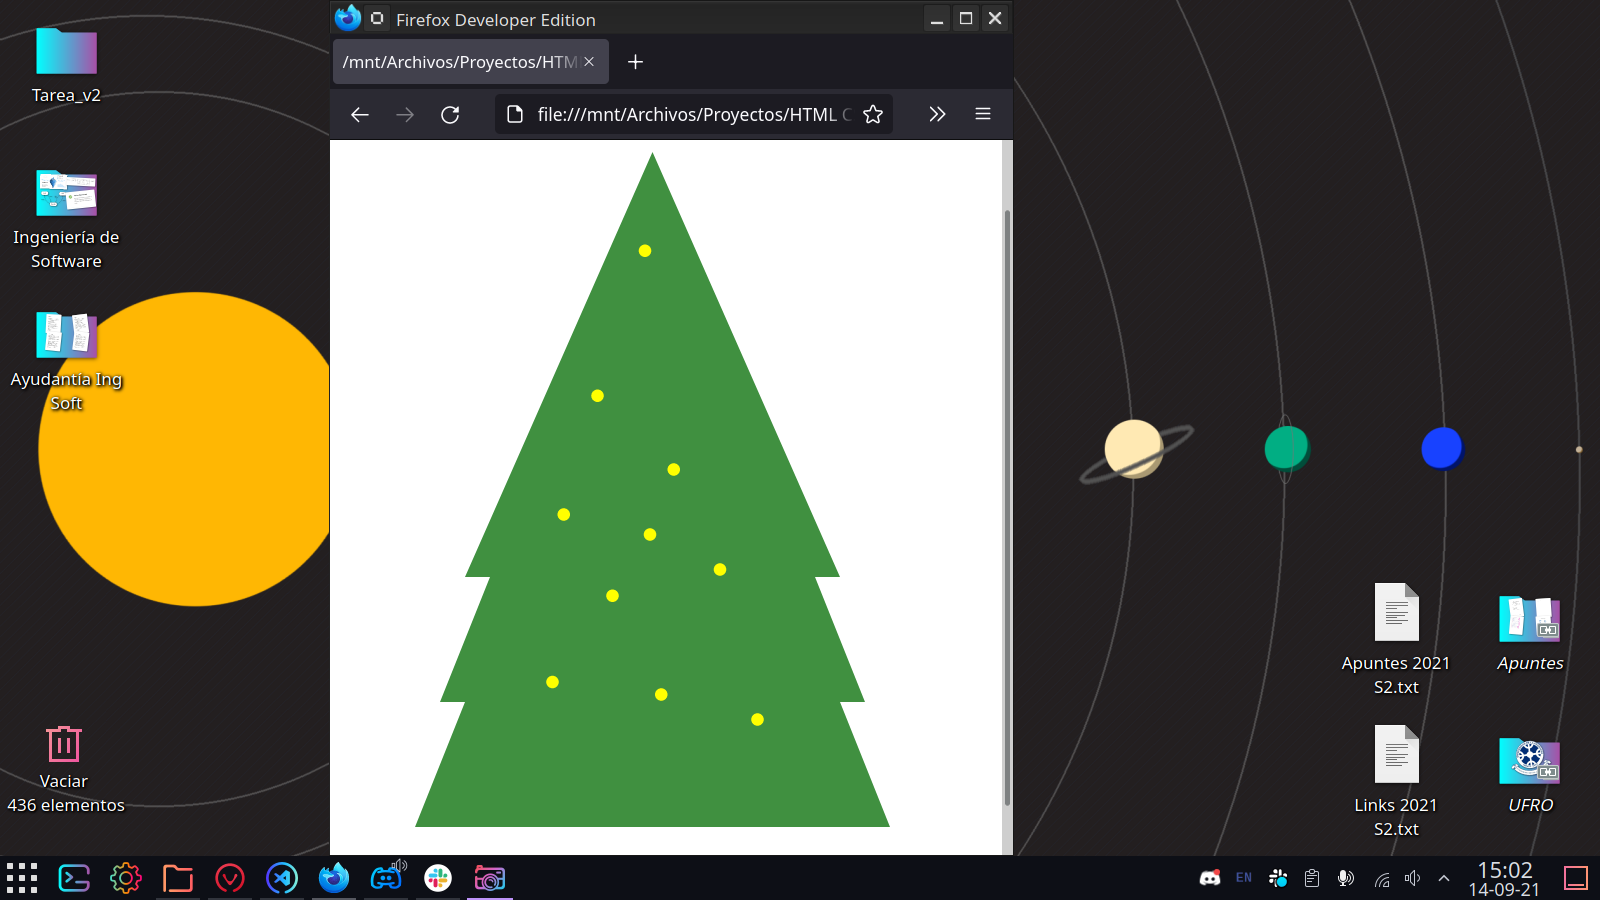 Firefox Developer Edition
/mnt/Archivos/Proyectos/HTM
file:///mnt/Archivos/Proyectos/HTML C
Tarea_v2
Ingeniería de
Software
Ayudantía Ing
Soft
Vaciar
436 elementos
Apuntes 2021
S2.txt
Apuntes
Links 2021
S2.txt
UFRO
EN
15:02
14-09-21